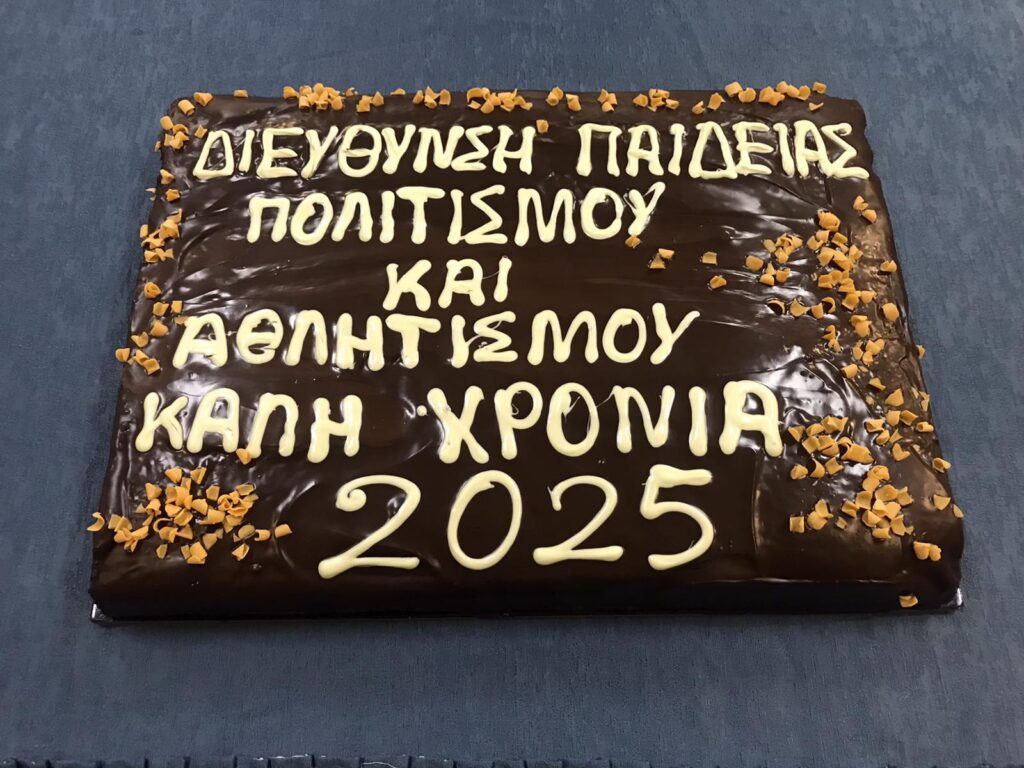 ΔΙΕΥΘΥΝΣΗ ΠΑΙΔΕΙΑΣ
ΠΟΛΙΤΙΣΜΟΥ
ΚΑΙ
ΑΘΛΗΤΙΣΜΟΥ
ΚΑΛΗ ΧΡΟΝΙΑ
2025